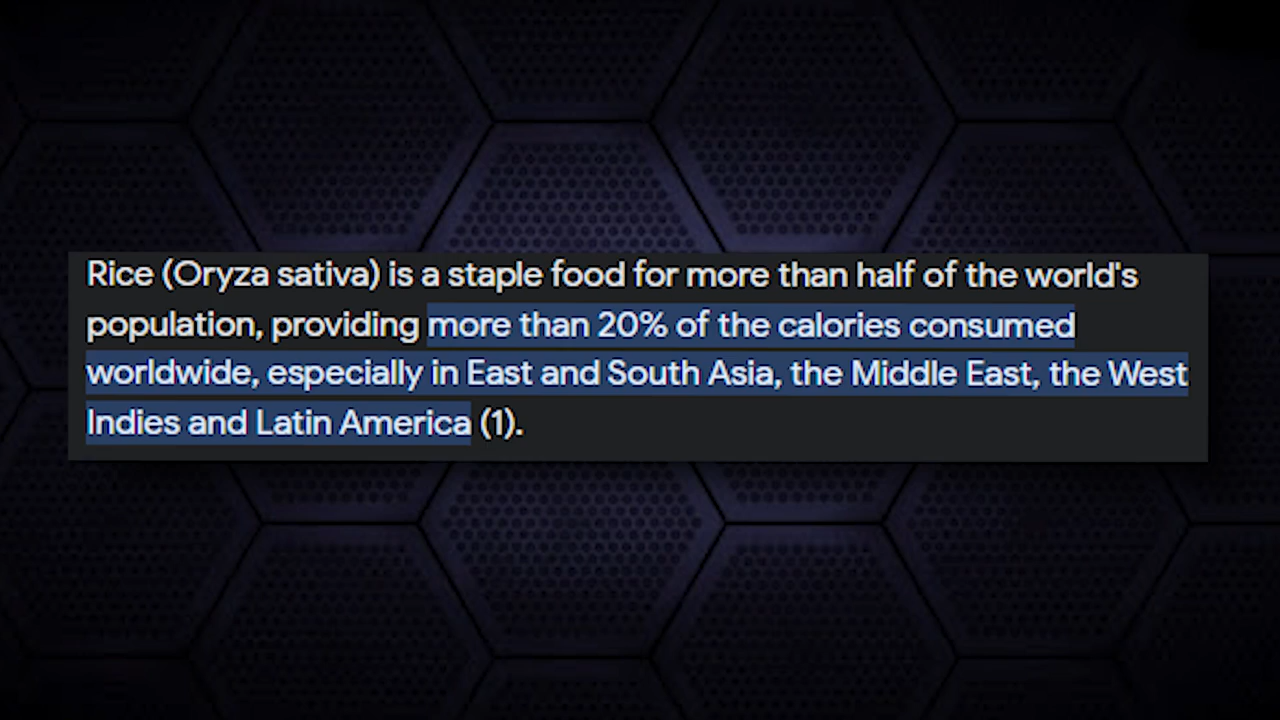 Rice (Oryza sativa) is a staple food for more than half of the world's
population, providing more than 20% of the calories consumed
worldwide, especially in East and South Asia, the Middle East, the West
Indies and Latin America (1).